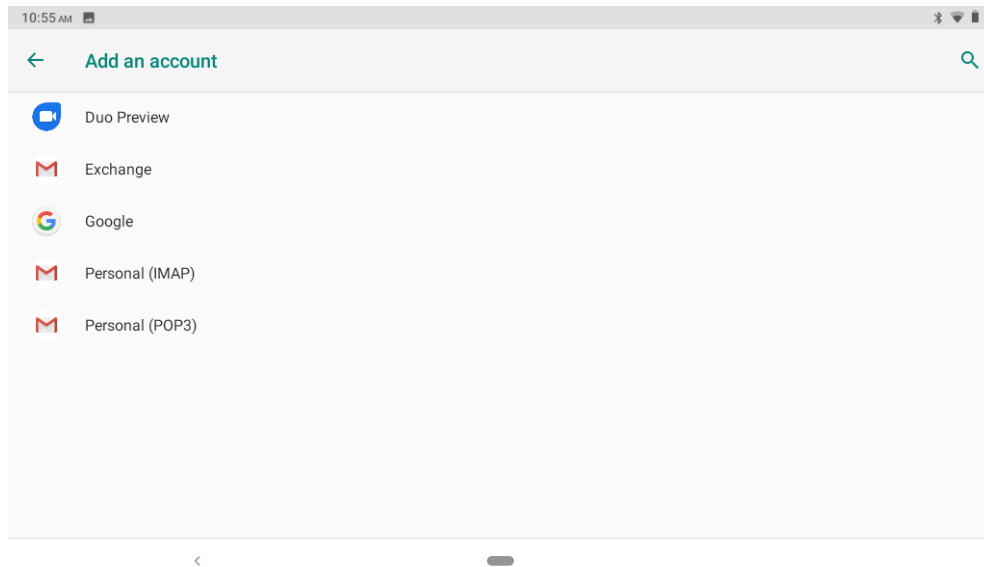 10:55 AM
Add an account
Duo Preview
Exchange
Google
Personal (IMAP)
Personal (POP3)